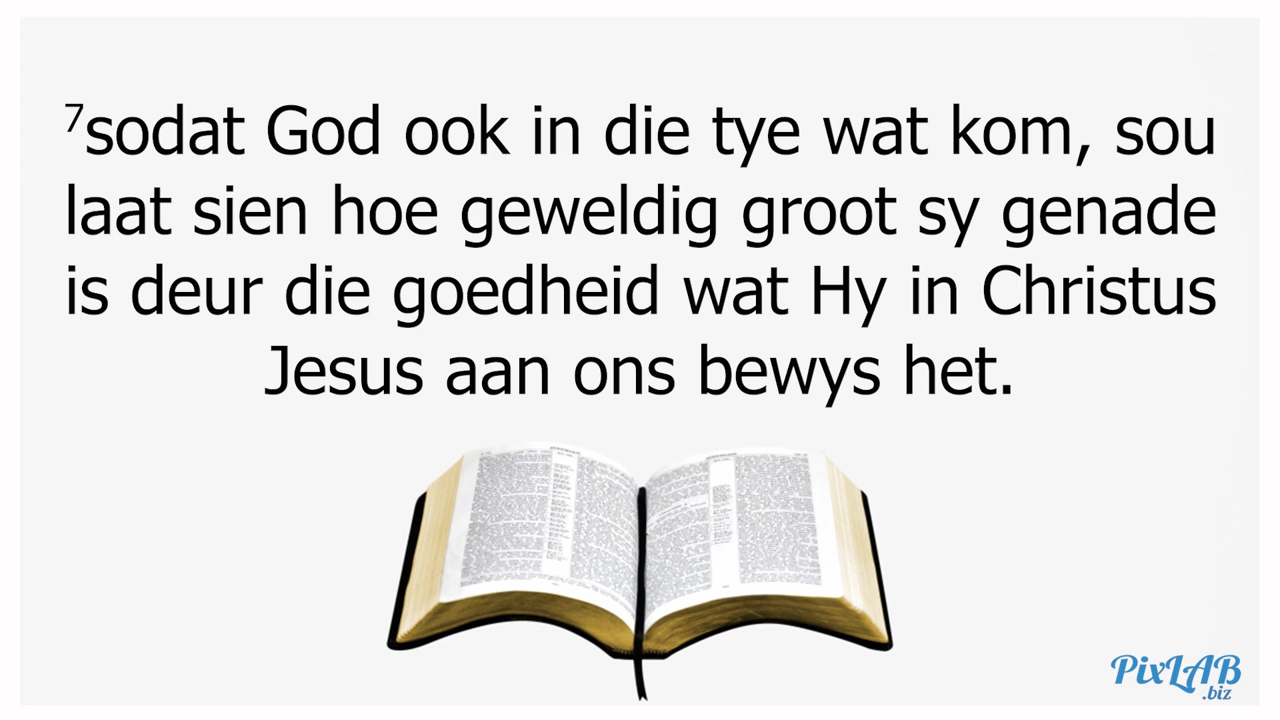 ⁷sodat God ook in die tye wat kom, sou
laat sien hoe geweldig groot sy genade
is deur die goedheid wat Hy in Christus
Jesus aan ons bewys het.
PixLAB
.biz